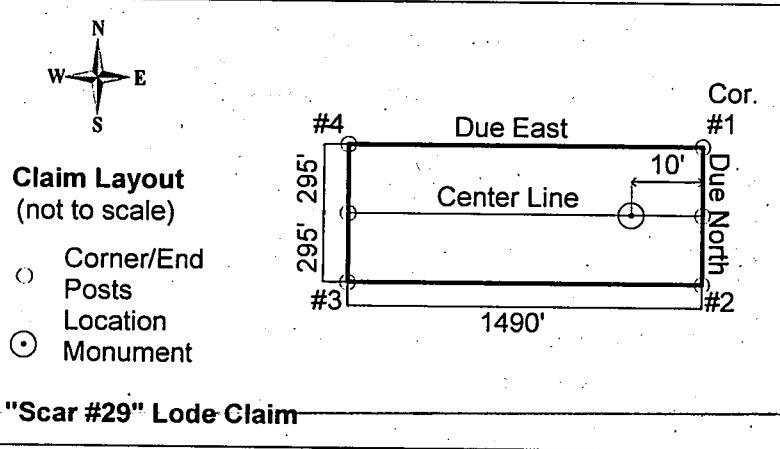 N
W E
S
Claim Layout
(not to scale)
Corner/End
Posts
Location
Monument
Cor.
#4 Due East #1
10'
295'
Center Line
Due North
295'
#3 #2
1490'
"Scar #29" Lode Claim